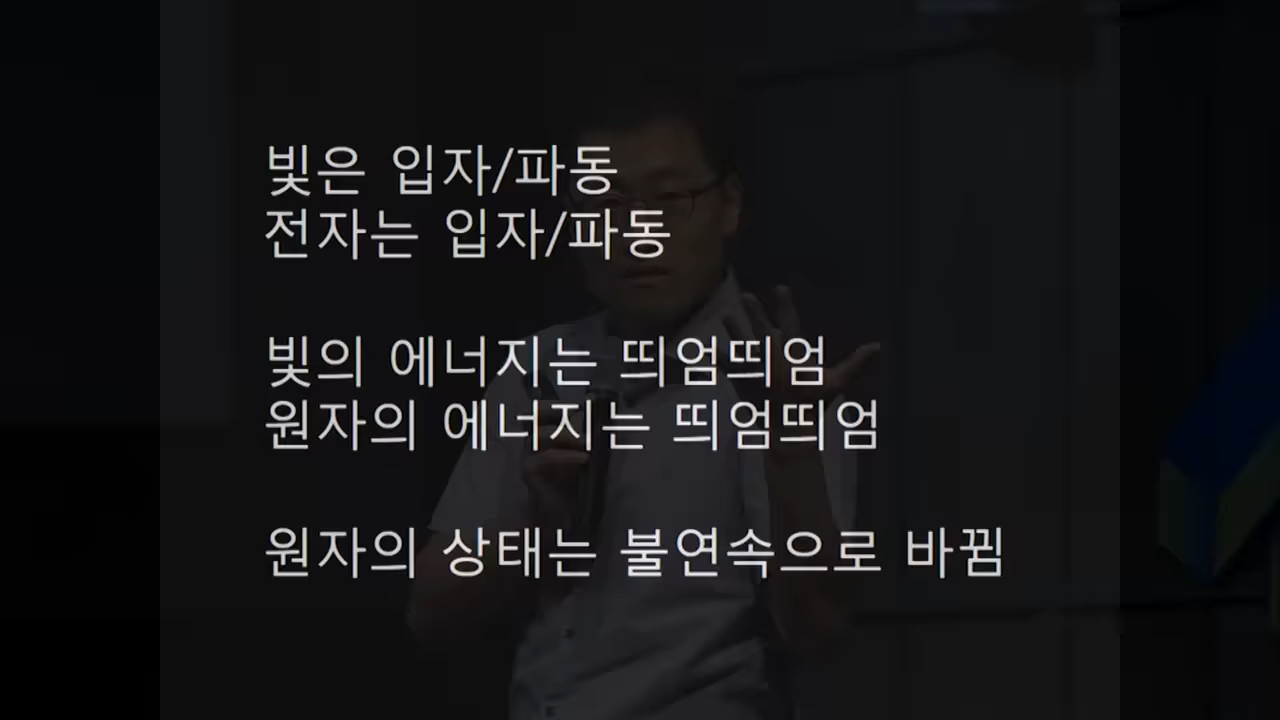 빛은 입자/파동
전자는 입자/파동
빛의 에너지는 띄엄띄엄
원자의 에너지는 띄엄띄엄
원자의 상태는 불연속으로 바뀜